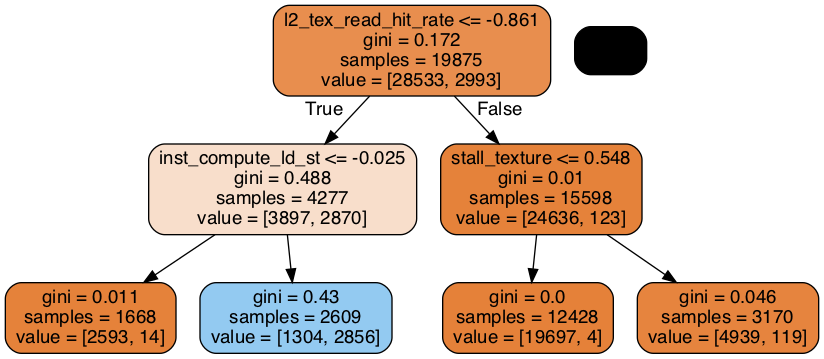 l2_tex_read_hit_rate <= -0.861
gini = 0.172
samples = 19875
value = [28533, 2993]
True
False
inst_compute_ld_st <= -0.025
gini = 0.488
samples = 4277
value = [3897, 2870]
stall_texture <= 0.548
gini = 0.01
samples = 15598
value = [24636, 123]
gini = 0.011
samples = 1668
value = [2593, 14]
gini = 0.43
samples = 2609
value = [1304, 2856]
gini = 0.0
samples = 12428
value = [19697, 4]
gini = 0.046
samples = 3170
value = [4939, 119]